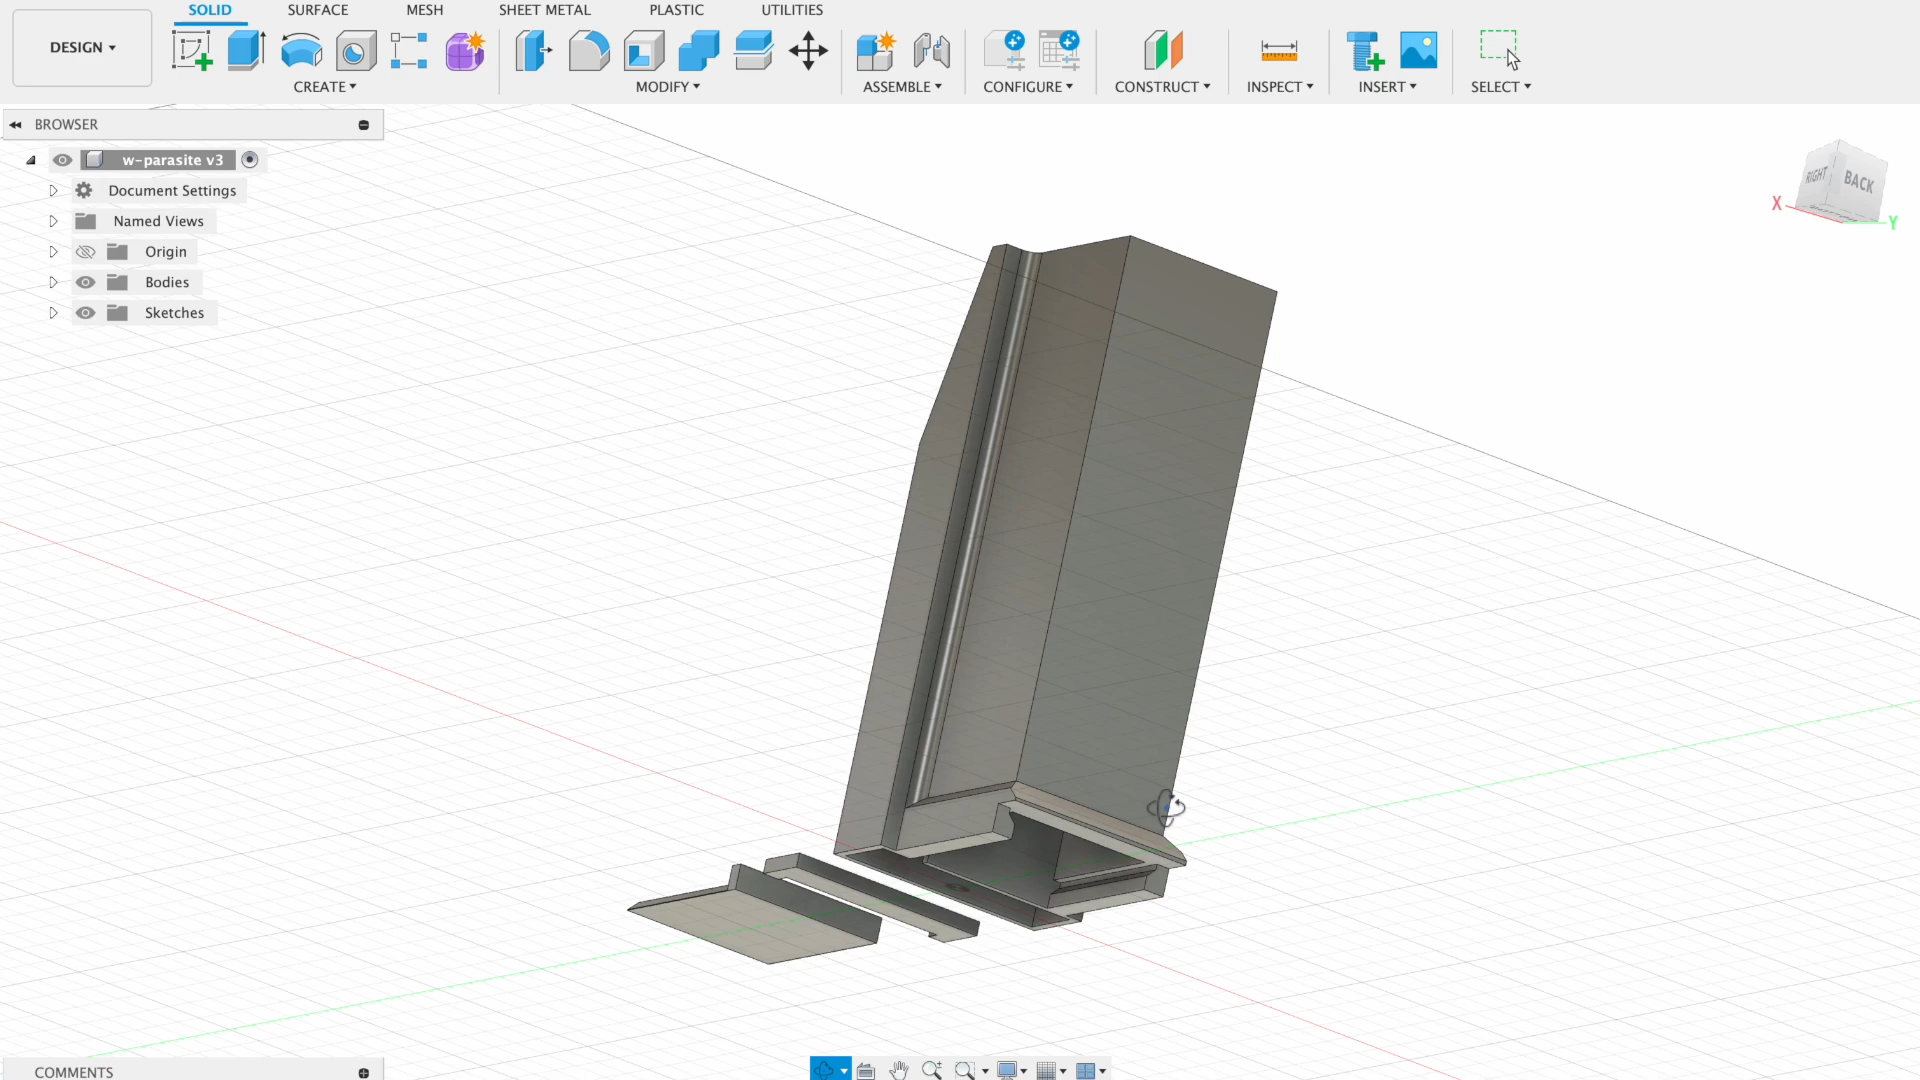 SOLID SURFACE MESH SHEET METAL PLASTIC UTILITIES
DESIGN
CREATE MODIFY ASSEMBLE CONFIGURE CONSTRUCT INSPECT INSERT SELECT
BROWSER
w-parasite v3
Document Settings
Named Views
Origin
Bodies
Sketches
RIGHT BACK
X Y
COMMENTS